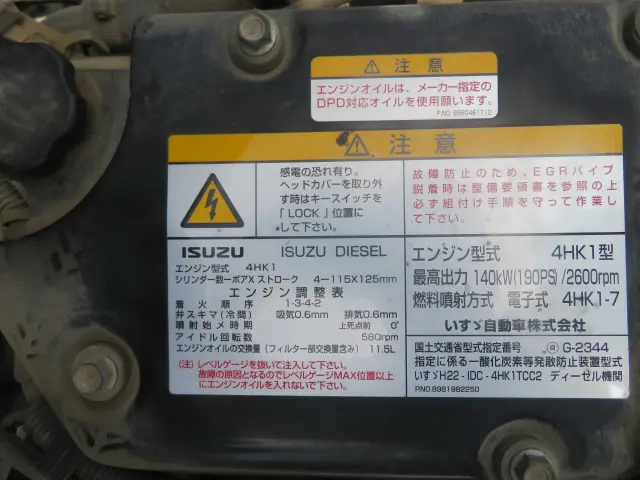 注意
エンジンオイルは、メーカー指定の
DPD対応オイルを使用願います。
P.NO.8980481710
注意
感電の恐れ有り。
ヘッドカバーを取り外
す時はキースイッチを
「LOCK」位置に
して下さい。
故障防止のため、EGRパイプ
脱着時は整備要領書を参照の上
必ず組付け手順を守って作業し
て下さい。
ISUZU ISUZU DIESEL
エンジン型式 4HK1
シリンダー数ーボアXストローク 4ー115X125mm
エンジン調整表
着火順序 1-3-4-2
弁スキマ(冷間) 吸気0.6mm 排気0.6mm
噴射始メ時期 上死点前 0°
アイドル回転数 580rpm
エンジンオイルの交換量(フィルター部交換量含み) 11.5L
(注)レベルゲージを抜いて注入して下さい。
故障の原因となるのでレベルゲージMAX位置以上
にエンジンオイルを入れないで下さい。
エンジン型式 4HK1型
最高出力 140kW(190PS)/2600rpm
燃料噴射方式 電子式 4HK1-7
いすゞ自動車株式会社
国土交通省型式指定番号 G-2344
指定に係る一酸化炭素等発散防止装置型式
いすゞH22-IDC-4HK1TCC2 ディーゼル機関
P.NO.8981982250